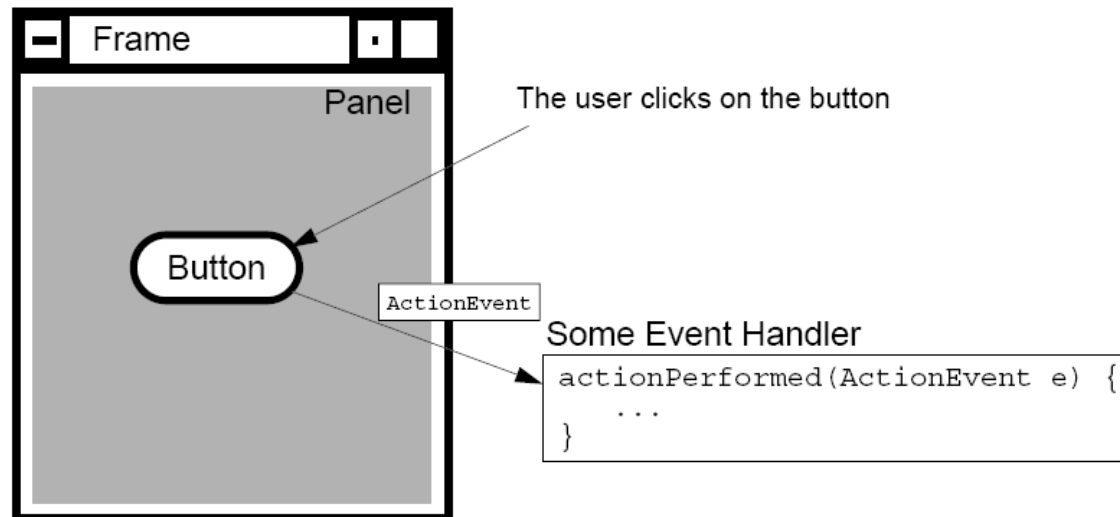 Frame
Panel
The user clicks on the button
Button
ActionEvent
Some Event Handler
actionPerformed(ActionEvent e) {
...
}